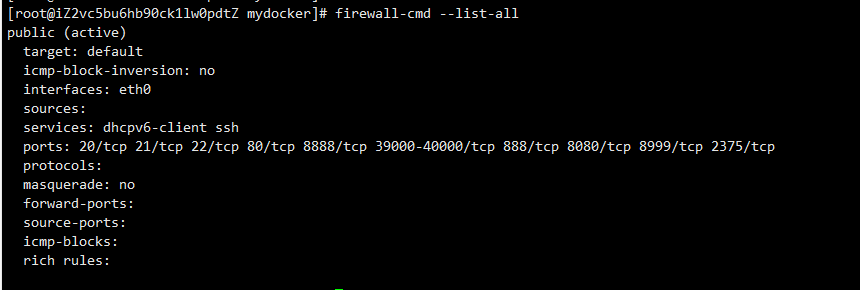 [root@iZ2vc5bu6hb90ck1lw0pdtZ mydocker]# firewall-cmd --list-all
public (active)
  target: default
  icmp-block-inversion: no
  interfaces: eth0
  sources:
  services: dhcpv6-client ssh
  ports: 20/tcp 21/tcp 22/tcp 80/tcp 8888/tcp 39000-40000/tcp 888/tcp 8080/tcp 8999/tcp 2375/tcp
  protocols:
  masquerade: no
  forward-ports:
  source-ports:
  icmp-blocks:
  rich rules: